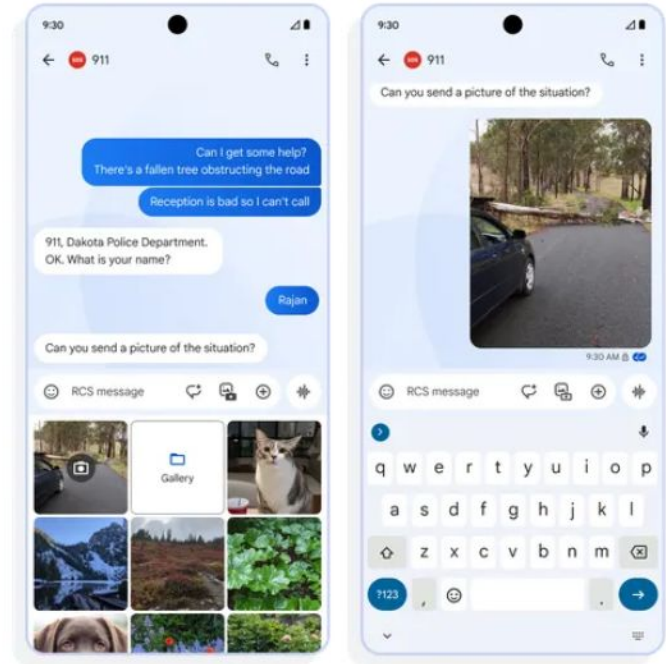 9:30
911
Can I get some help?
There's a fallen tree obstructing the road
Reception is bad so I can't call
911, Dakota Police Department.
OK. What is your name?
Rajan
Can you send a picture of the situation?
RCS message
Gallery
9:30
911
Can you send a picture of the situation?
9:30 AM
RCS message
q w e r t y u i o p
a s d f g h j k l
z x c v b n m
?123 , .